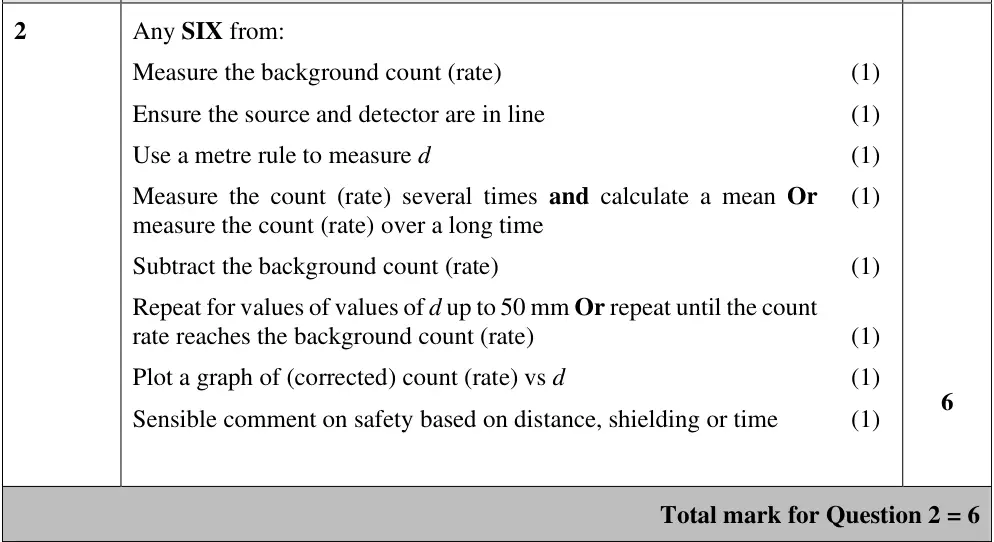 2
Any SIX from:
Measure the background count (rate) (1)
Ensure the source and detector are in line (1)
Use a metre rule to measure d (1)
Measure the count (rate) several times and calculate a mean Or (1)
measure the count (rate) over a long time
Subtract the background count (rate) (1)
Repeat for values of values of d up to 50 mm Or repeat until the count
rate reaches the background count (rate) (1)
Plot a graph of (corrected) count (rate) vs d (1)
Sensible comment on safety based on distance, shielding or time (1)
6
Total mark for Question 2 = 6